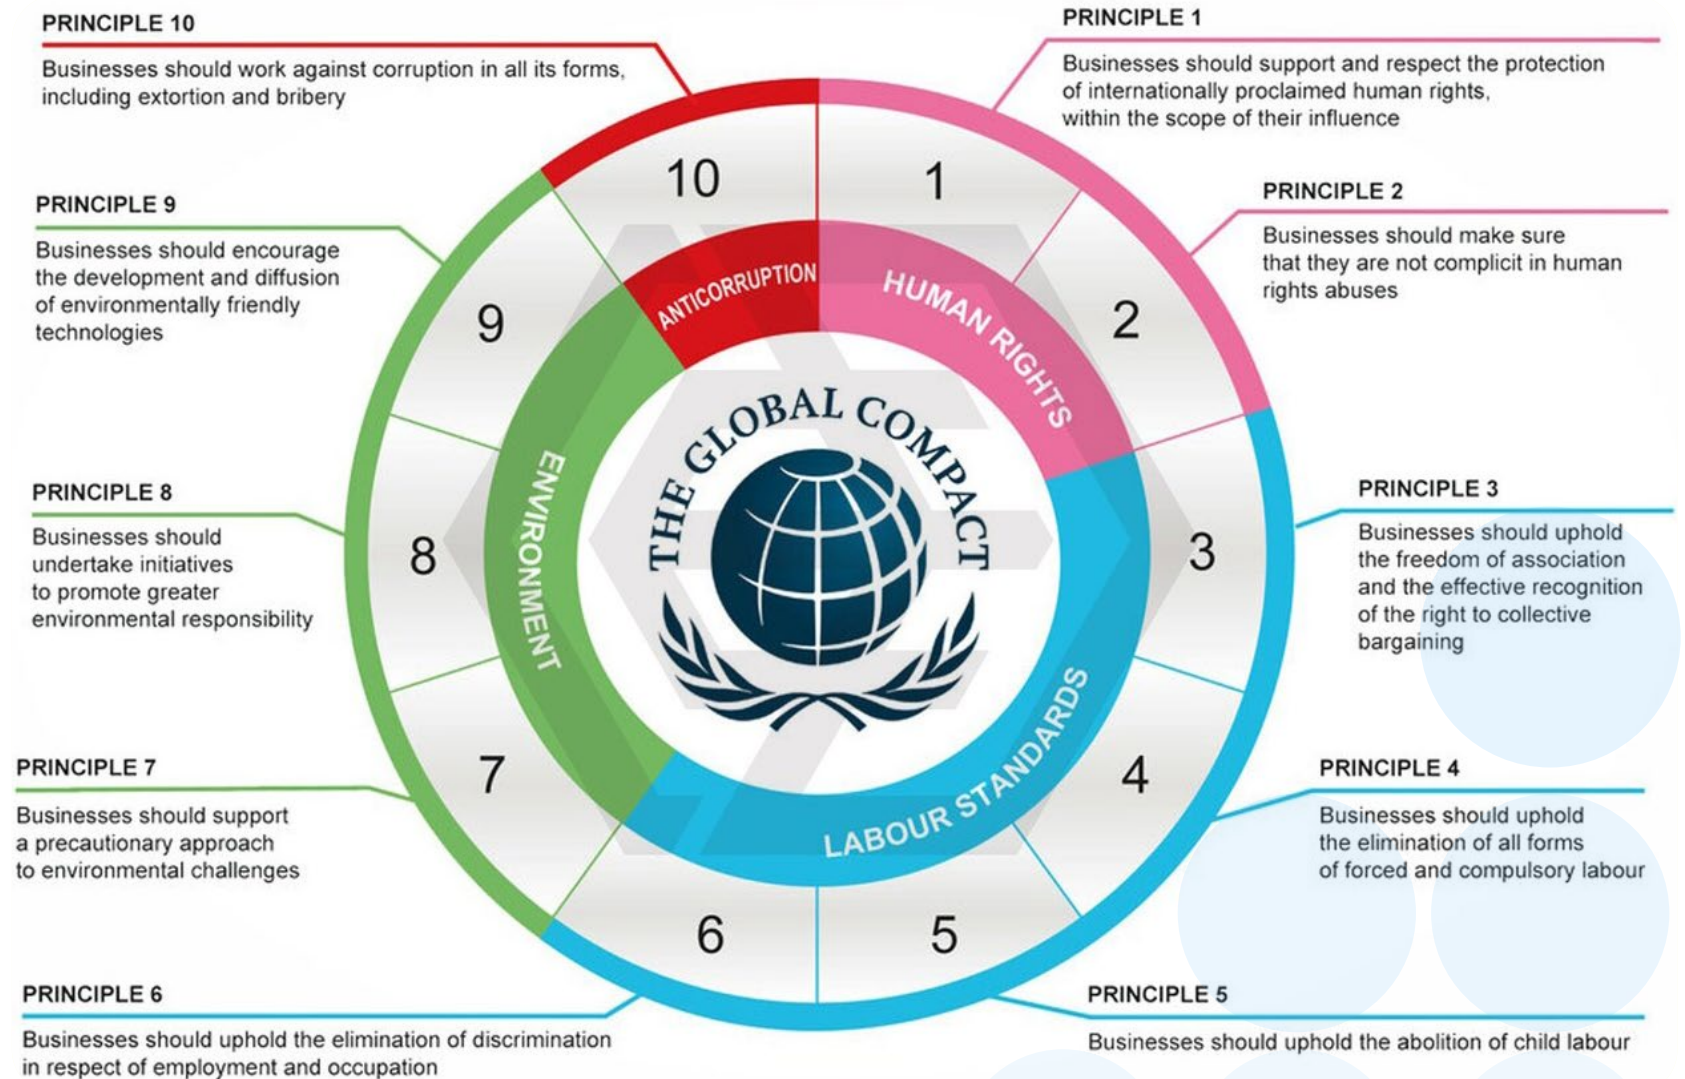 PRINCIPLE 10
Businesses should work against corruption in all its forms,
including extortion and bribery
PRINCIPLE 1
Businesses should support and respect the protection
of internationally proclaimed human rights,
within the scope of their influence
PRINCIPLE 9
Businesses should encourage
the development and diffusion
of environmentally friendly
technologies
PRINCIPLE 2
Businesses should make sure
that they are not complicit in human
rights abuses
PRINCIPLE 8
Businesses should
undertake initiatives
to promote greater
environmental responsibility
PRINCIPLE 3
Businesses should uphold
the freedom of association
and the effective recognition
of the right to collective
bargaining
PRINCIPLE 7
Businesses should support
a precautionary approach
to environmental challenges
PRINCIPLE 4
Businesses should uphold
the elimination of all forms
of forced and compulsory labour
PRINCIPLE 6
Businesses should uphold the elimination of discrimination
in respect of employment and occupation
PRINCIPLE 5
Businesses should uphold the abolition of child labour
10
1
9
2
8
3
7
4
6
5
ANTICORRUPTION
HUMAN RIGHTS
ENVIRONMENT
LABOUR STANDARDS
THE GLOBAL COMPACT